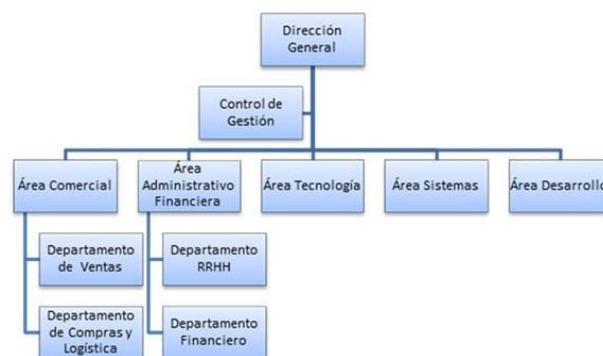 Dirección
General
Control de
Gestión
Área Comercial
Área
Administrativo
Financiera
Área Tecnología
Área Sistemas
Área Desarrollo
Departamento
de Ventas
Departamento
RRHH
Departamento
de Compras y
Logística
Departamento
Financiero